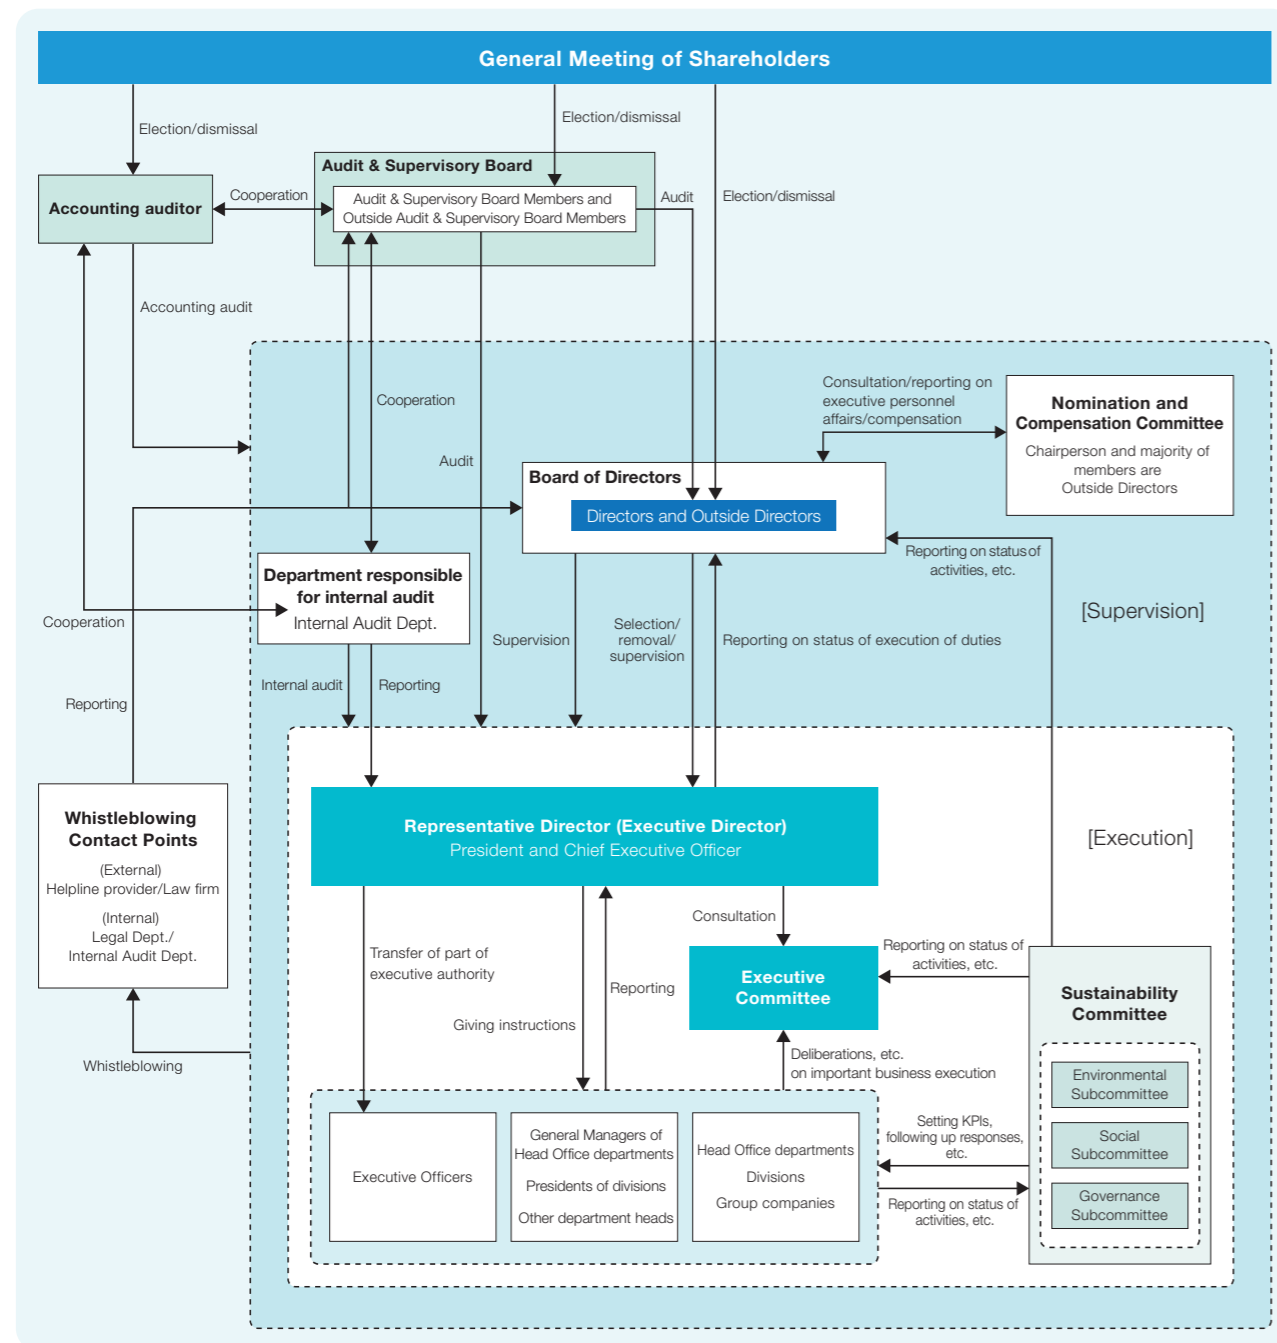 General Meeting of Shareholders
Election/dismissal
Election/dismissal
Election/dismissal
Audit & Supervisory Board
Audit & Supervisory Board Members and
Outside Audit & Supervisory Board Members
Accounting auditor
Cooperation
Audit
Accounting audit
Cooperation
Audit
Consultation/reporting on
executive personnel
affairs/compensation
Nomination and
Compensation Committee
Chairperson and majority of
members are
Outside Directors
Board of Directors
Directors and Outside Directors
Reporting on status of
activities, etc.
[Supervision]
Department responsible
for internal audit
Internal Audit Dept.
Cooperation
Supervision
Selection/
removal/
supervision
Reporting on status of execution of duties
Internal audit
Reporting
Reporting
Whistleblowing
Contact Points
(External)
Helpline provider/Law firm
(Internal)
Legal Dept./
Internal Audit Dept.
Whistleblowing
Representative Director (Executive Director)
President and Chief Executive Officer
[Execution]
Transfer of part of
executive authority
Giving instructions
Reporting
Consultation
Executive
Committee
Reporting on status of
activities, etc.
Deliberations, etc.
on important business execution
Sustainability
Committee
Environmental
Subcommittee
Social
Subcommittee
Governance
Subcommittee
Setting KPIs,
following up responses,
etc.
Reporting on status of
activities, etc.
Executive Officers
General Managers of
Head Office departments
Presidents of divisions
Other department heads
Head Office departments
Divisions
Group companies